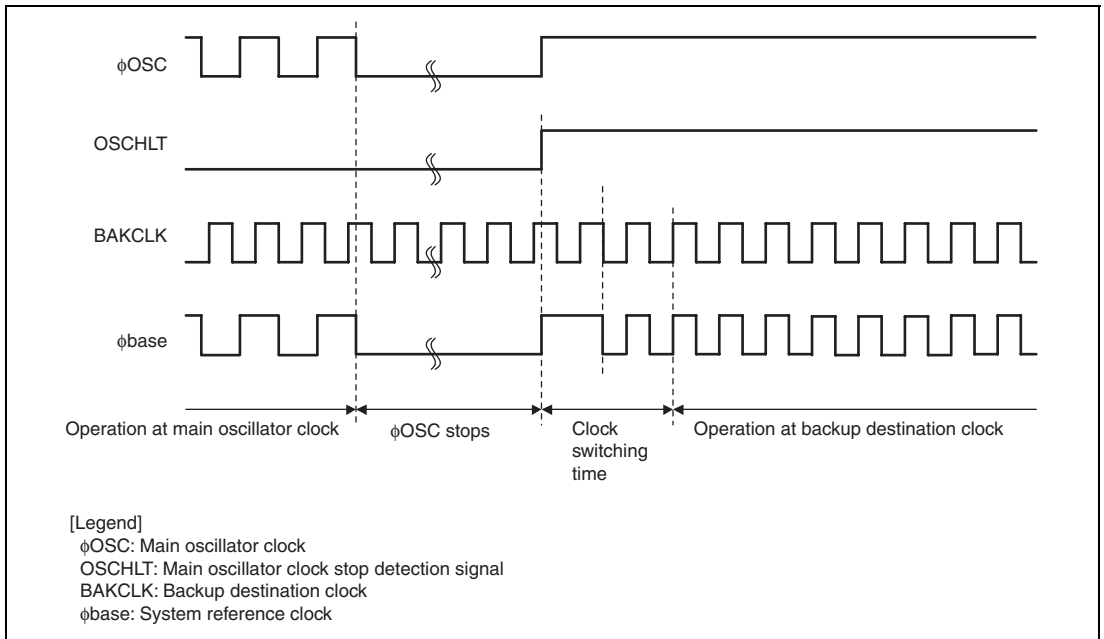 ϕOSC
OSCHLT
BAKCLK
ϕbase
Operation at main oscillator clock
ϕOSC stops
Clock
switching
time
Operation at backup destination clock
[Legend]
ϕOSC: Main oscillator clock
OSCHLT: Main oscillator clock stop detection signal
BAKCLK: Backup destination clock
ϕbase: System reference clock